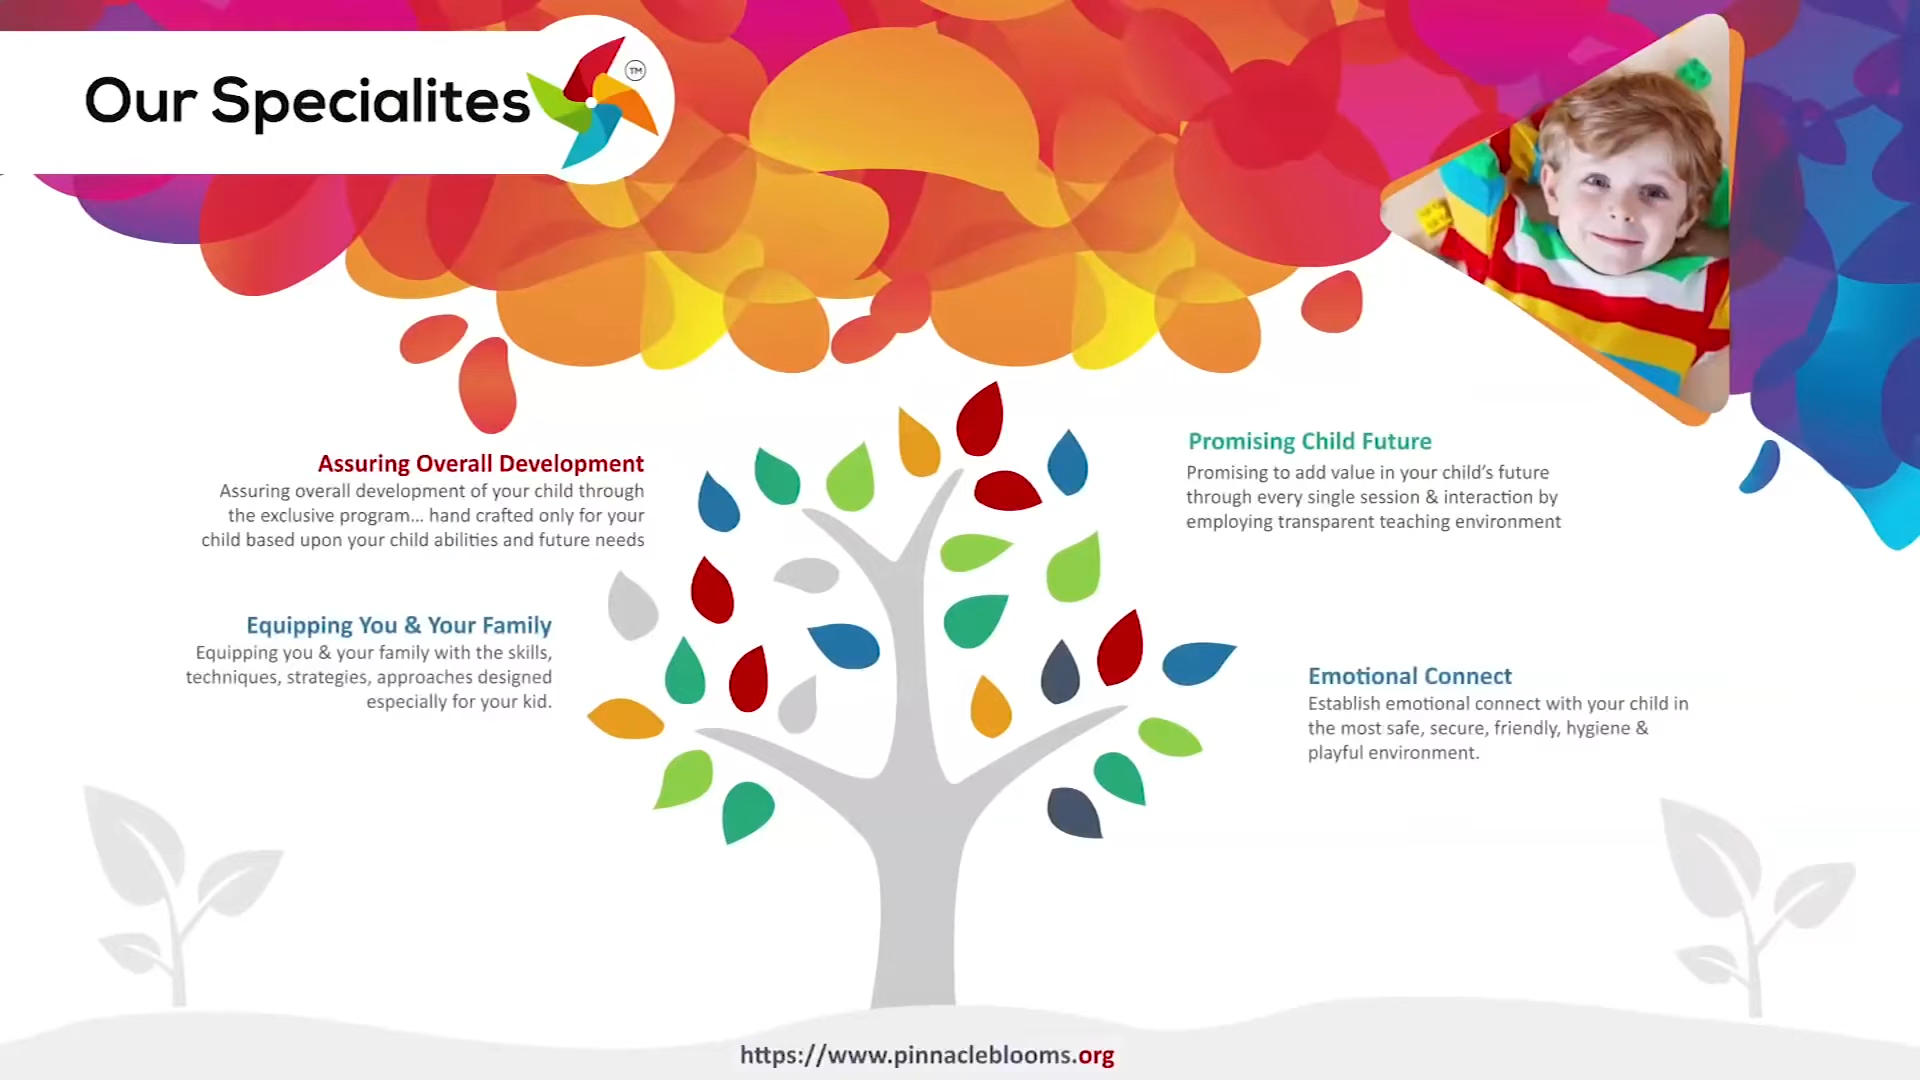 Our Specialites
TM
Assuring Overall Development
Assuring overall development of your child through
the exclusive program... hand crafted only for your
child based upon your child abilities and future needs
Equipping You & Your Family
Equipping you & your family with the skills,
techniques, strategies, approaches designed
especially for your kid.
Promising Child Future
Promising to add value in your child's future
through every single session & interaction by
employing transparent teaching environment
Emotional Connect
Establish emotional connect with your child in
the most safe, secure, friendly, hygiene &
playful environment.
https://www.pinnacleblooms.org